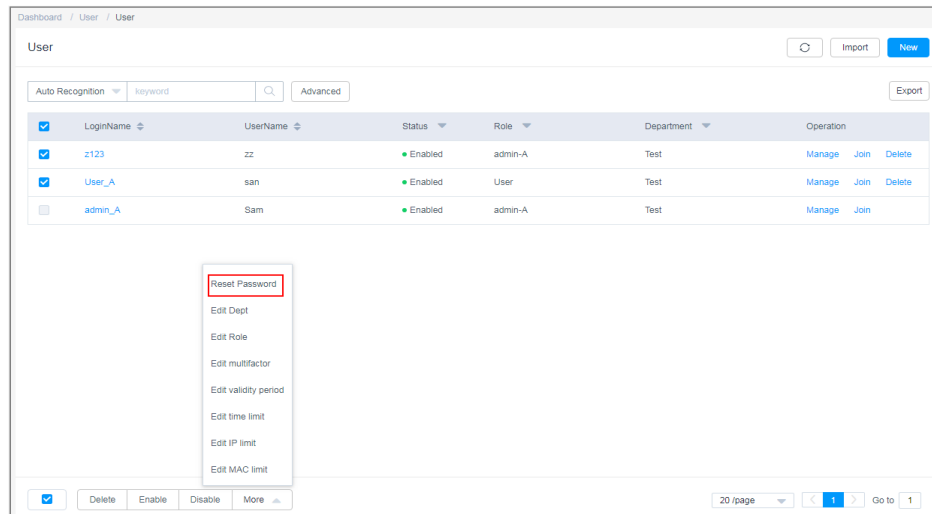 Dashboard / User / User
User
Import
New
Auto Recognition
keyword
Advanced
Export
LoginName UserName Status Role Department Operation
z123 zz Enabled admin-A Test Manage Join Delete
User_A san Enabled User Test Manage Join Delete
admin_A Sam Enabled admin-A Test Manage Join
Reset Password
Edit Dept
Edit Role
Edit multifactor
Edit validity period
Edit time limit
Edit IP limit
Edit MAC limit
Delete Enable Disable More
20 /page 1 Go to 1